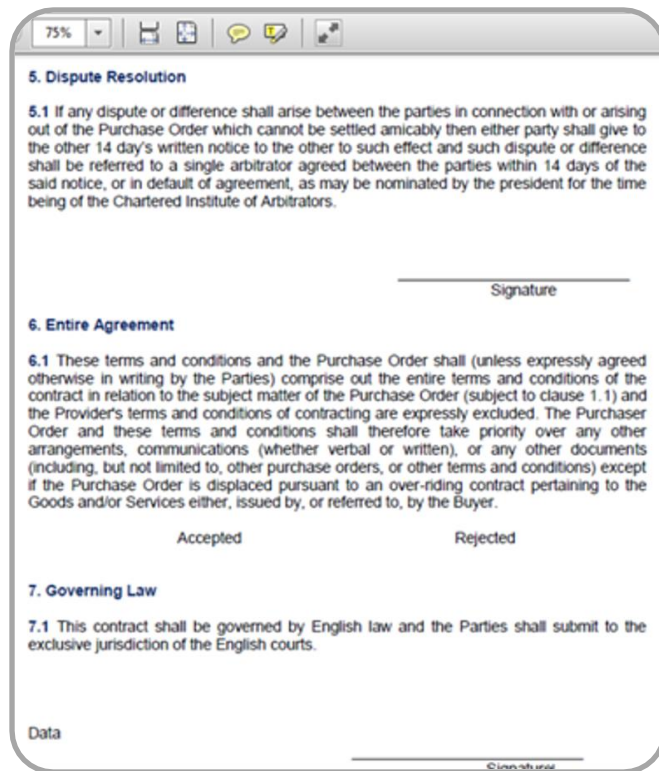 75%
5. Dispute Resolution
5.1 If any dispute or difference shall arise between the parties in connection with or arising
out of the Purchase Order which cannot be settled amicably then either party shall give to
the other 14 day's written notice to the other to such effect and such dispute or difference
shall be referred to a single arbitrator agreed between the parties within 14 days of the
said notice, or in default of agreement, as may be nominated by the president for the time
being of the Chartered Institute of Arbitrators.
Signature
6. Entire Agreement
6.1 These terms and conditions and the Purchase Order shall (unless expressly agreed
otherwise in writing by the Parties) comprise out the entire terms and conditions of the
contract in relation to the subject matter of the Purchase Order (subject to clause 1.1) and
the Provider's terms and conditions of contracting are expressly excluded. The Purchaser
Order and these terms and conditions shall therefore take priority over any other
arrangements, communications (whether verbal or written), or any other documents
(including, but not limited to, other purchase orders, or other terms and conditions) except
if the Purchase Order is displaced pursuant to an over-riding contract pertaining to the
Goods and/or Services either, issued by, or referred to, by the Buyer.
Accepted Rejected
7. Governing Law
7.1 This contract shall be governed by English law and the Parties shall submit to the
exclusive jurisdiction of the English courts.
Data